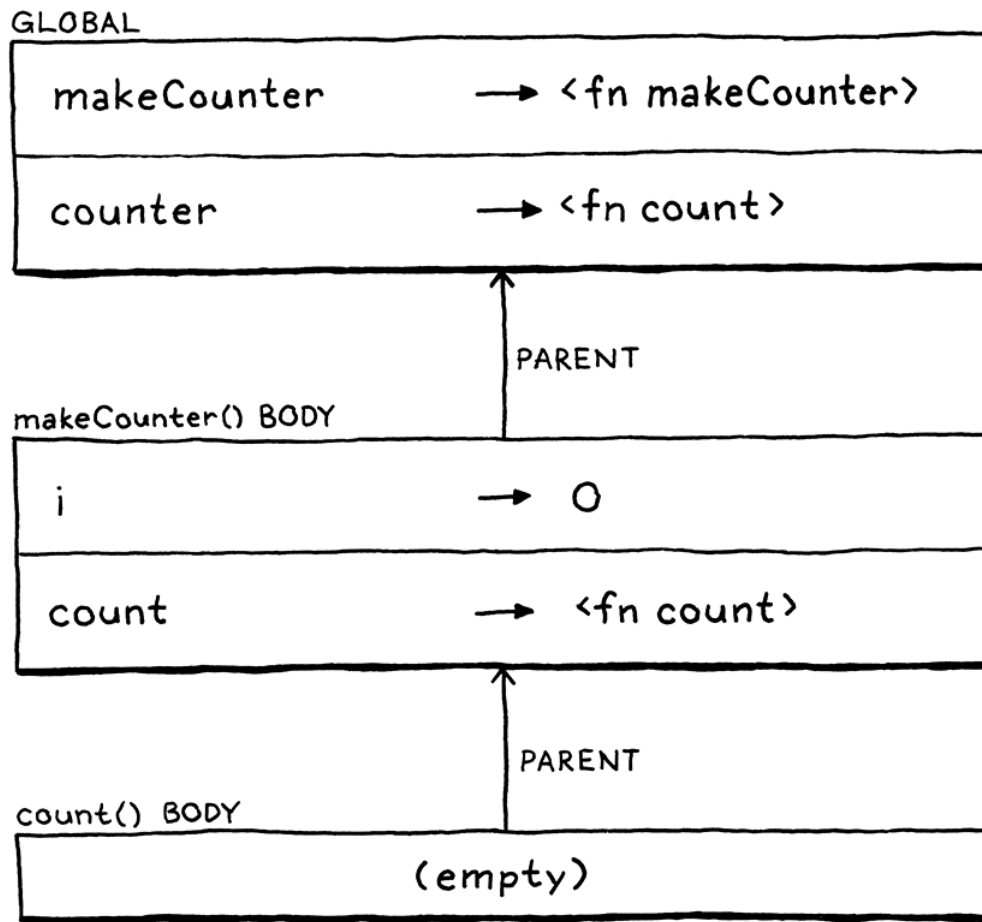 GLOBAL
makeCounter → <fn makeCounter>
counter → <fn count>
PARENT
makeCounter() BODY
i → 0
count → <fn count>
PARENT
count() BODY
(empty)